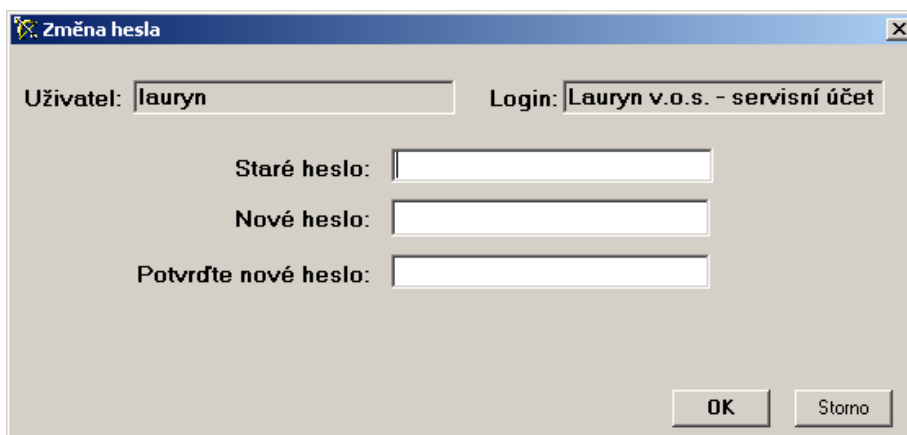 Změna hesla
Uživatel: lauryn Login: Lauryn v.o.s. - servisní účet
Staré heslo:
Nové heslo:
Potvrďte nové heslo:
OK Storno